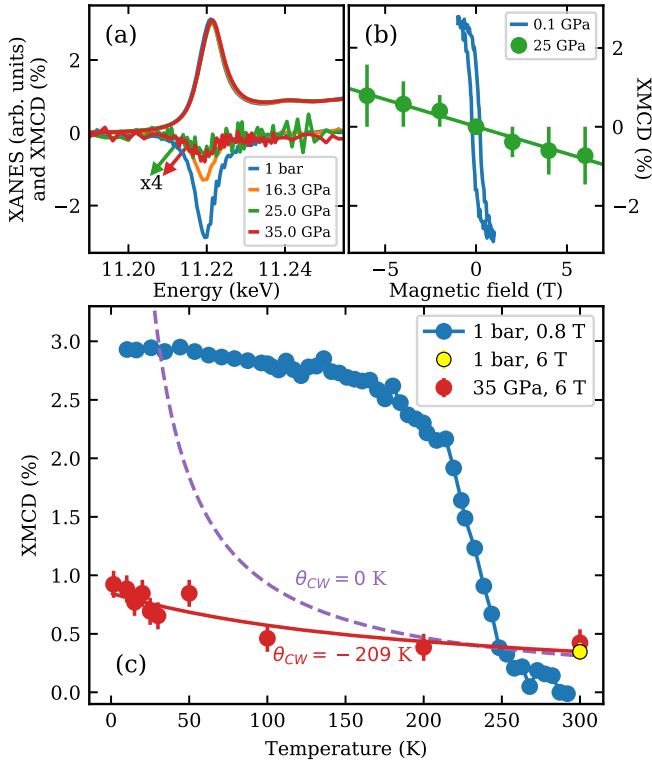 (a)
XANES (arb. units)
and XMCD (%)
2
0
−2
x4
1 bar
16.3 GPa
25.0 GPa
35.0 GPa
11.20
11.22
11.24
Energy (keV)
(b)
0.1 GPa
25 GPa
2
0
−2
XMCD (%)
−5
0
5
Magnetic field (T)
3.0
2.5
2.0
1.5
1.0
0.5
0.0
XMCD (%)
1 bar, 0.8 T
1 bar, 6 T
35 GPa, 6 T
θCW = 0 K
θCW = −209 K
(c)
0
50
100
150
200
250
300
Temperature (K)